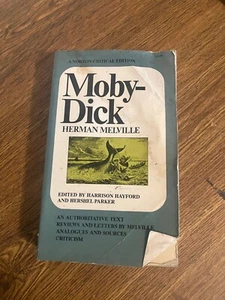 A NORTON CRITICAL EDITION
Moby-
Dick
HERMAN MELVILLE
EDITED BY HARRISON HAYFORD
AND HERSHEL PARKER
AN AUTHORITATIVE TEXT
REVIEWS AND LETTERS BY MELVILLE
ANALOGUES AND SOURCES
CRITICISM